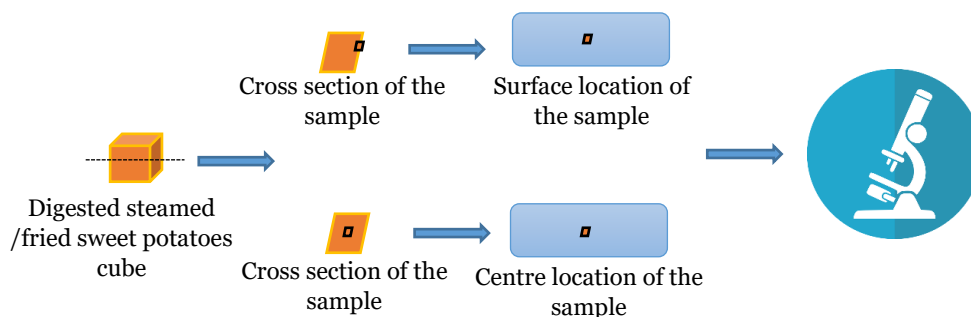 Cross section of the
sample
Surface location of
the sample
Digested steamed
/fried sweet potatoes
cube
Cross section of the
sample
Centre location of the
sample